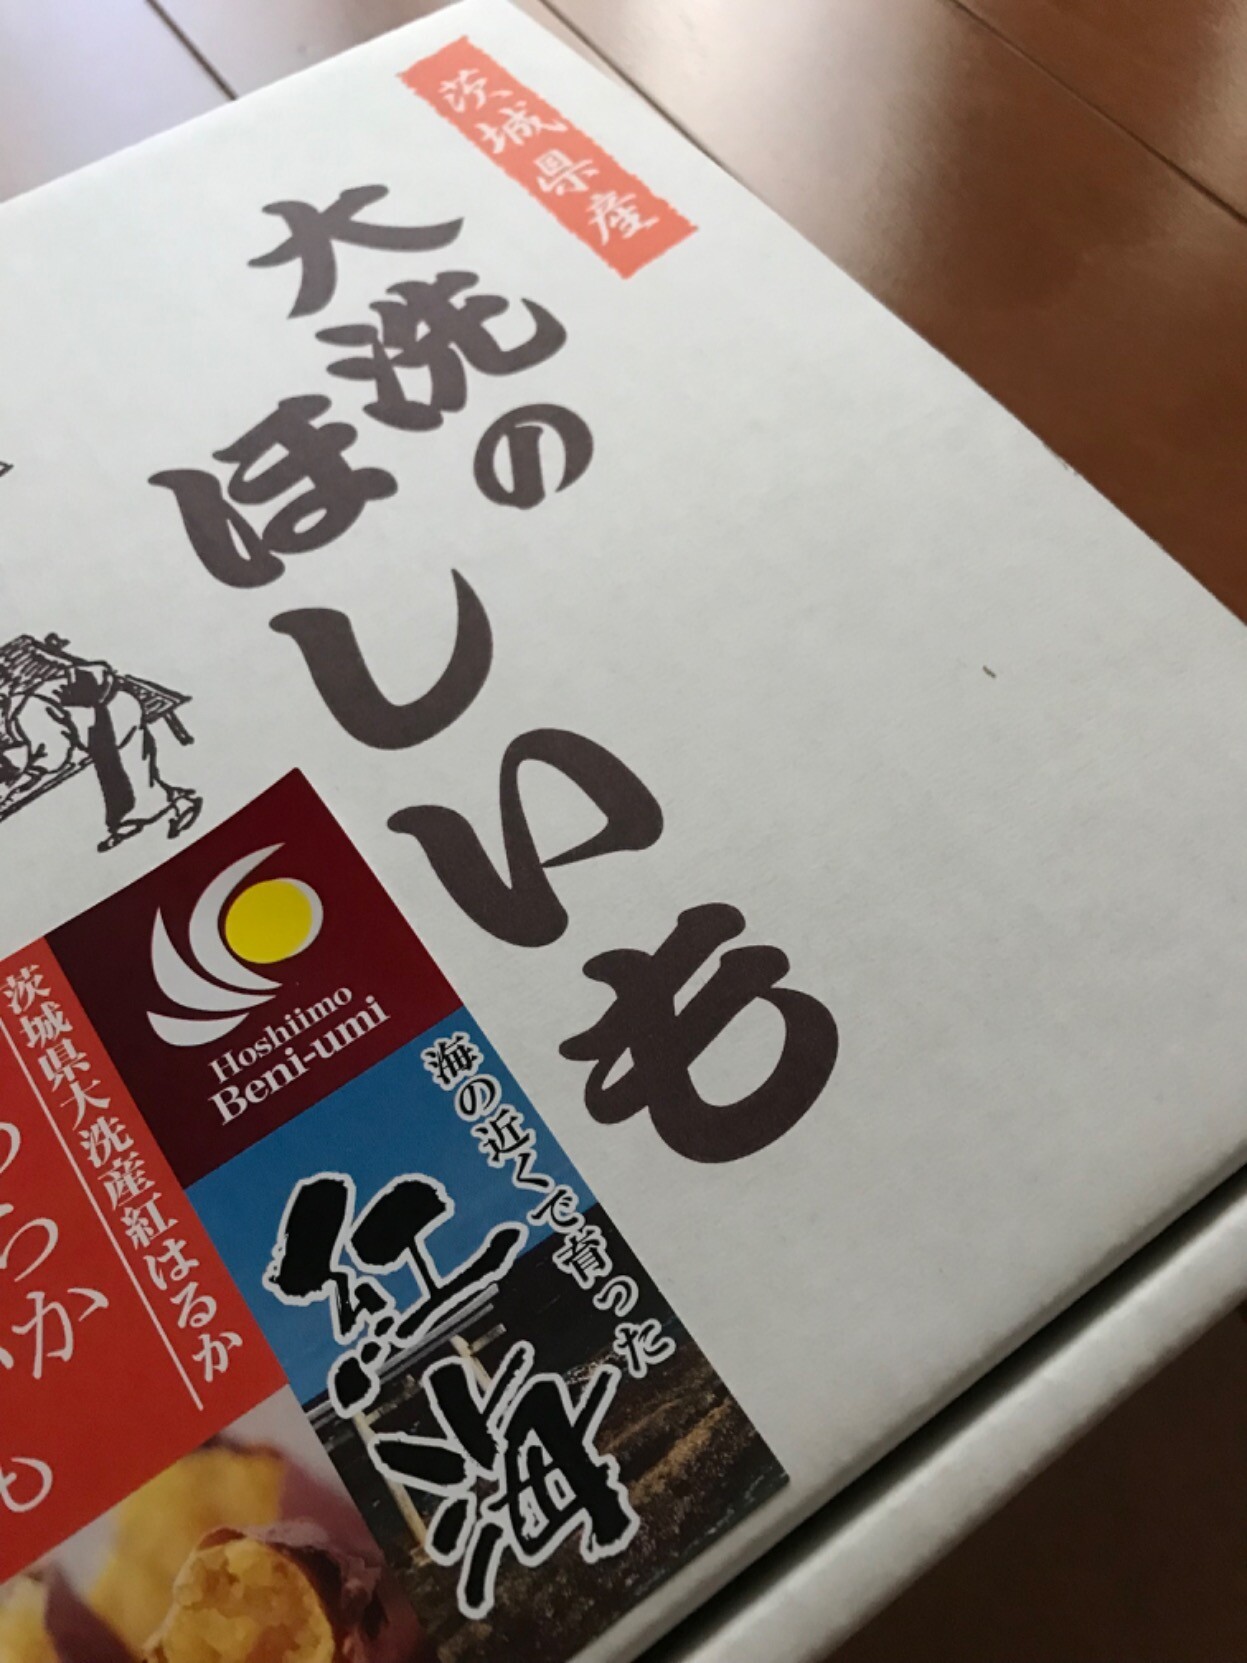 茨城県産
大洗の
ほしいも
Hoshiimo
Beni-umi
海の近くで育った
紅海
茨城県大洗産紅はるか